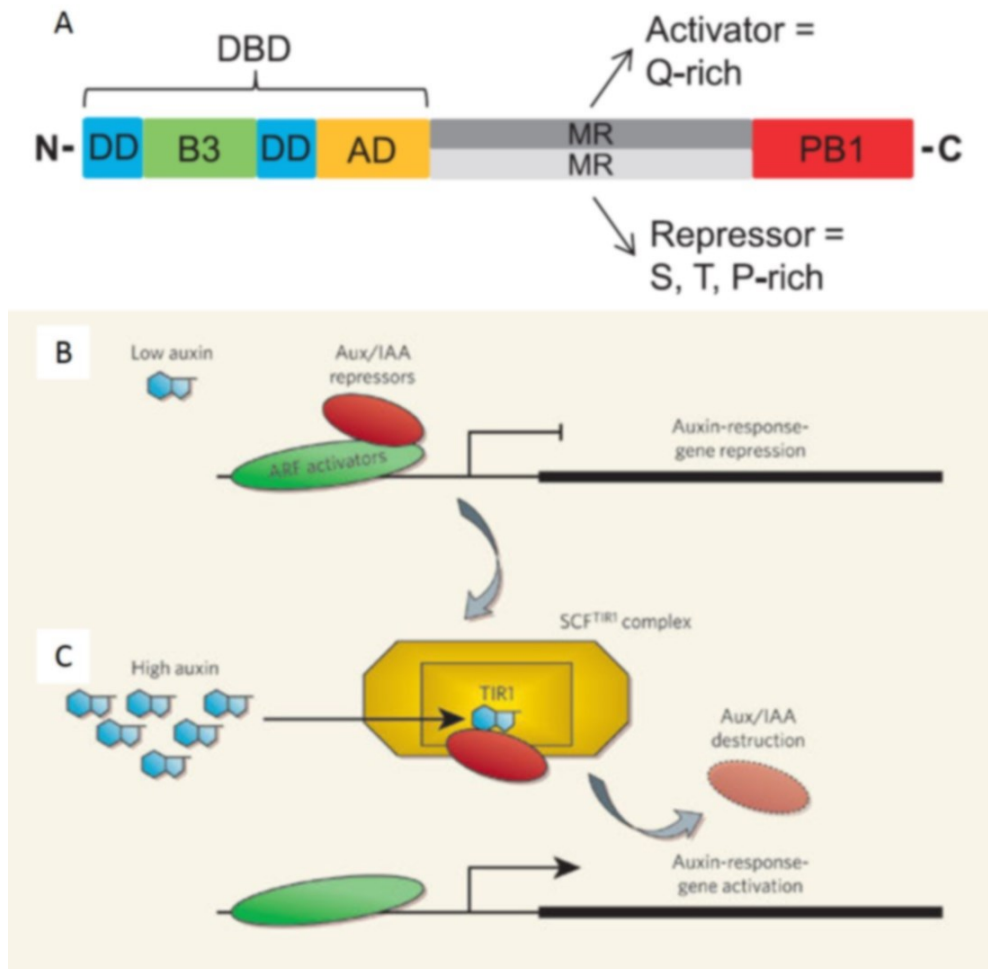 A
DBD
Activator =
Q-rich
N- DD B3 DD AD MR PB1 -C
MR
Repressor =
S, T, P-rich
B
Low auxin
Aux/IAA
repressors
ARF activators
Auxin-response-
gene repression
SCFTIR1 complex
C
High auxin
TIR1
Aux/IAA
destruction
Auxin-response-
gene activation